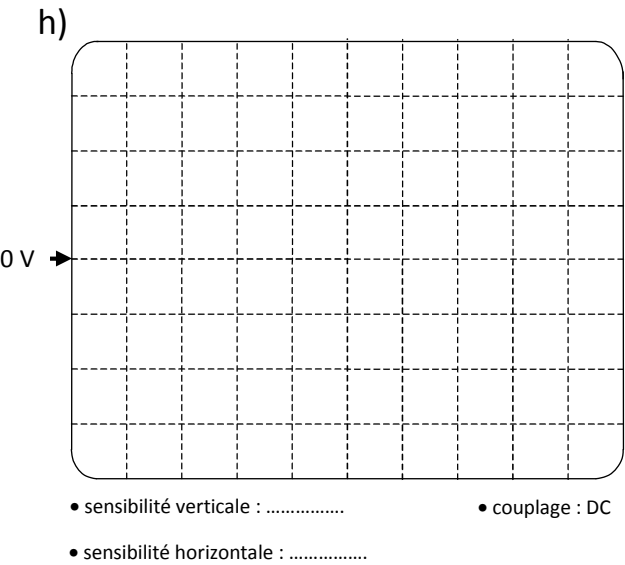 h)
0 V
• sensibilité verticale : ................ • couplage : DC
• sensibilité horizontale : ................